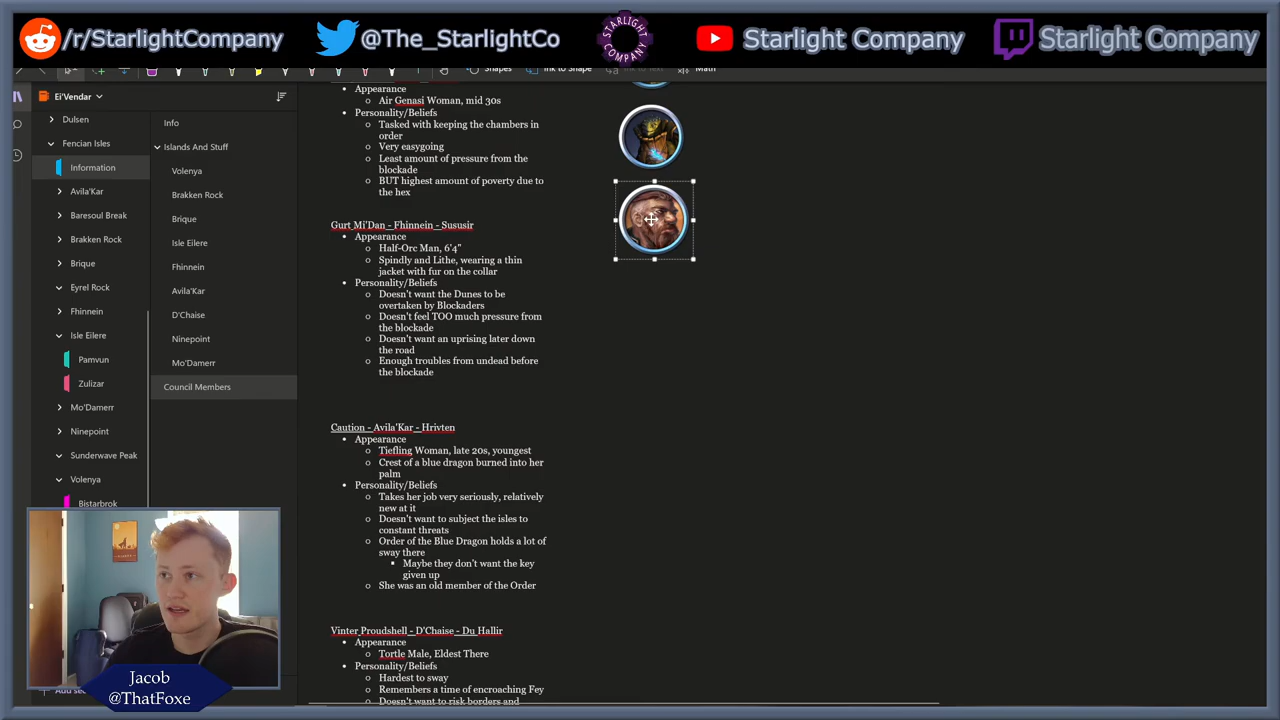 /r/StarlightCompany
@The_StarlightCo
STARLIGHT COMPANY
Starlight Company
Starlight Company
Shapes
Ink to Shape
Math
Ei'Vendar
Dulsen
Fencian Isles
Information
Avila'Kar
Baresoul Break
Brakken Rock
Brique
Eyrel Rock
Fhinnein
Isle Eilere
Pamvun
Zulizar
Mo'Damerr
Ninepoint
Sunderwave Peak
Volenya
Bistarbrok
Info
Islands And Stuff
Volenya
Brakken Rock
Brique
Isle Eilere
Fhinnein
Avila'Kar
D'Chaise
Ninepoint
Mo'Damerr
Council Members
• Appearance
○ Air Genasi Woman, mid 30s
• Personality/Beliefs
○ Tasked with keeping the chambers in
order
○ Very easygoing
○ Least amount of pressure from the
blockade
○ BUT highest amount of poverty due to
the hex
Gurt Mi'Dan - Fhinnein - Sususir
• Appearance
○ Half-Orc Man, 6'4"
○ Spindly and Lithe, wearing a thin
jacket with fur on the collar
• Personality/Beliefs
○ Doesn't want the Dunes to be
overtaken by Blockaders
○ Doesn't feel TOO much pressure from
the blockade
○ Doesn't want an uprising later down
the road
○ Enough troubles from undead before
the blockade
Caution - Avila'Kar - Hrivten
• Appearance
○ Tiefling Woman, late 20s, youngest
○ Crest of a blue dragon burned into her
palm
• Personality/Beliefs
○ Takes her job very seriously, relatively
new at it
○ Doesn't want to subject the isles to
constant threats
○ Order of the Blue Dragon holds a lot of
sway there
▪ Maybe they don't want the key
given up
○ She was an old member of the Order
Vinter Proudshell - D'Chaise - Du Hallir
• Appearance
○ Tortle Male, Eldest There
• Personality/Beliefs
○ Hardest to sway
○ Remembers a time of encroaching Fey
○ Doesn't want to risk borders and
Jacob
@ThatFoxe